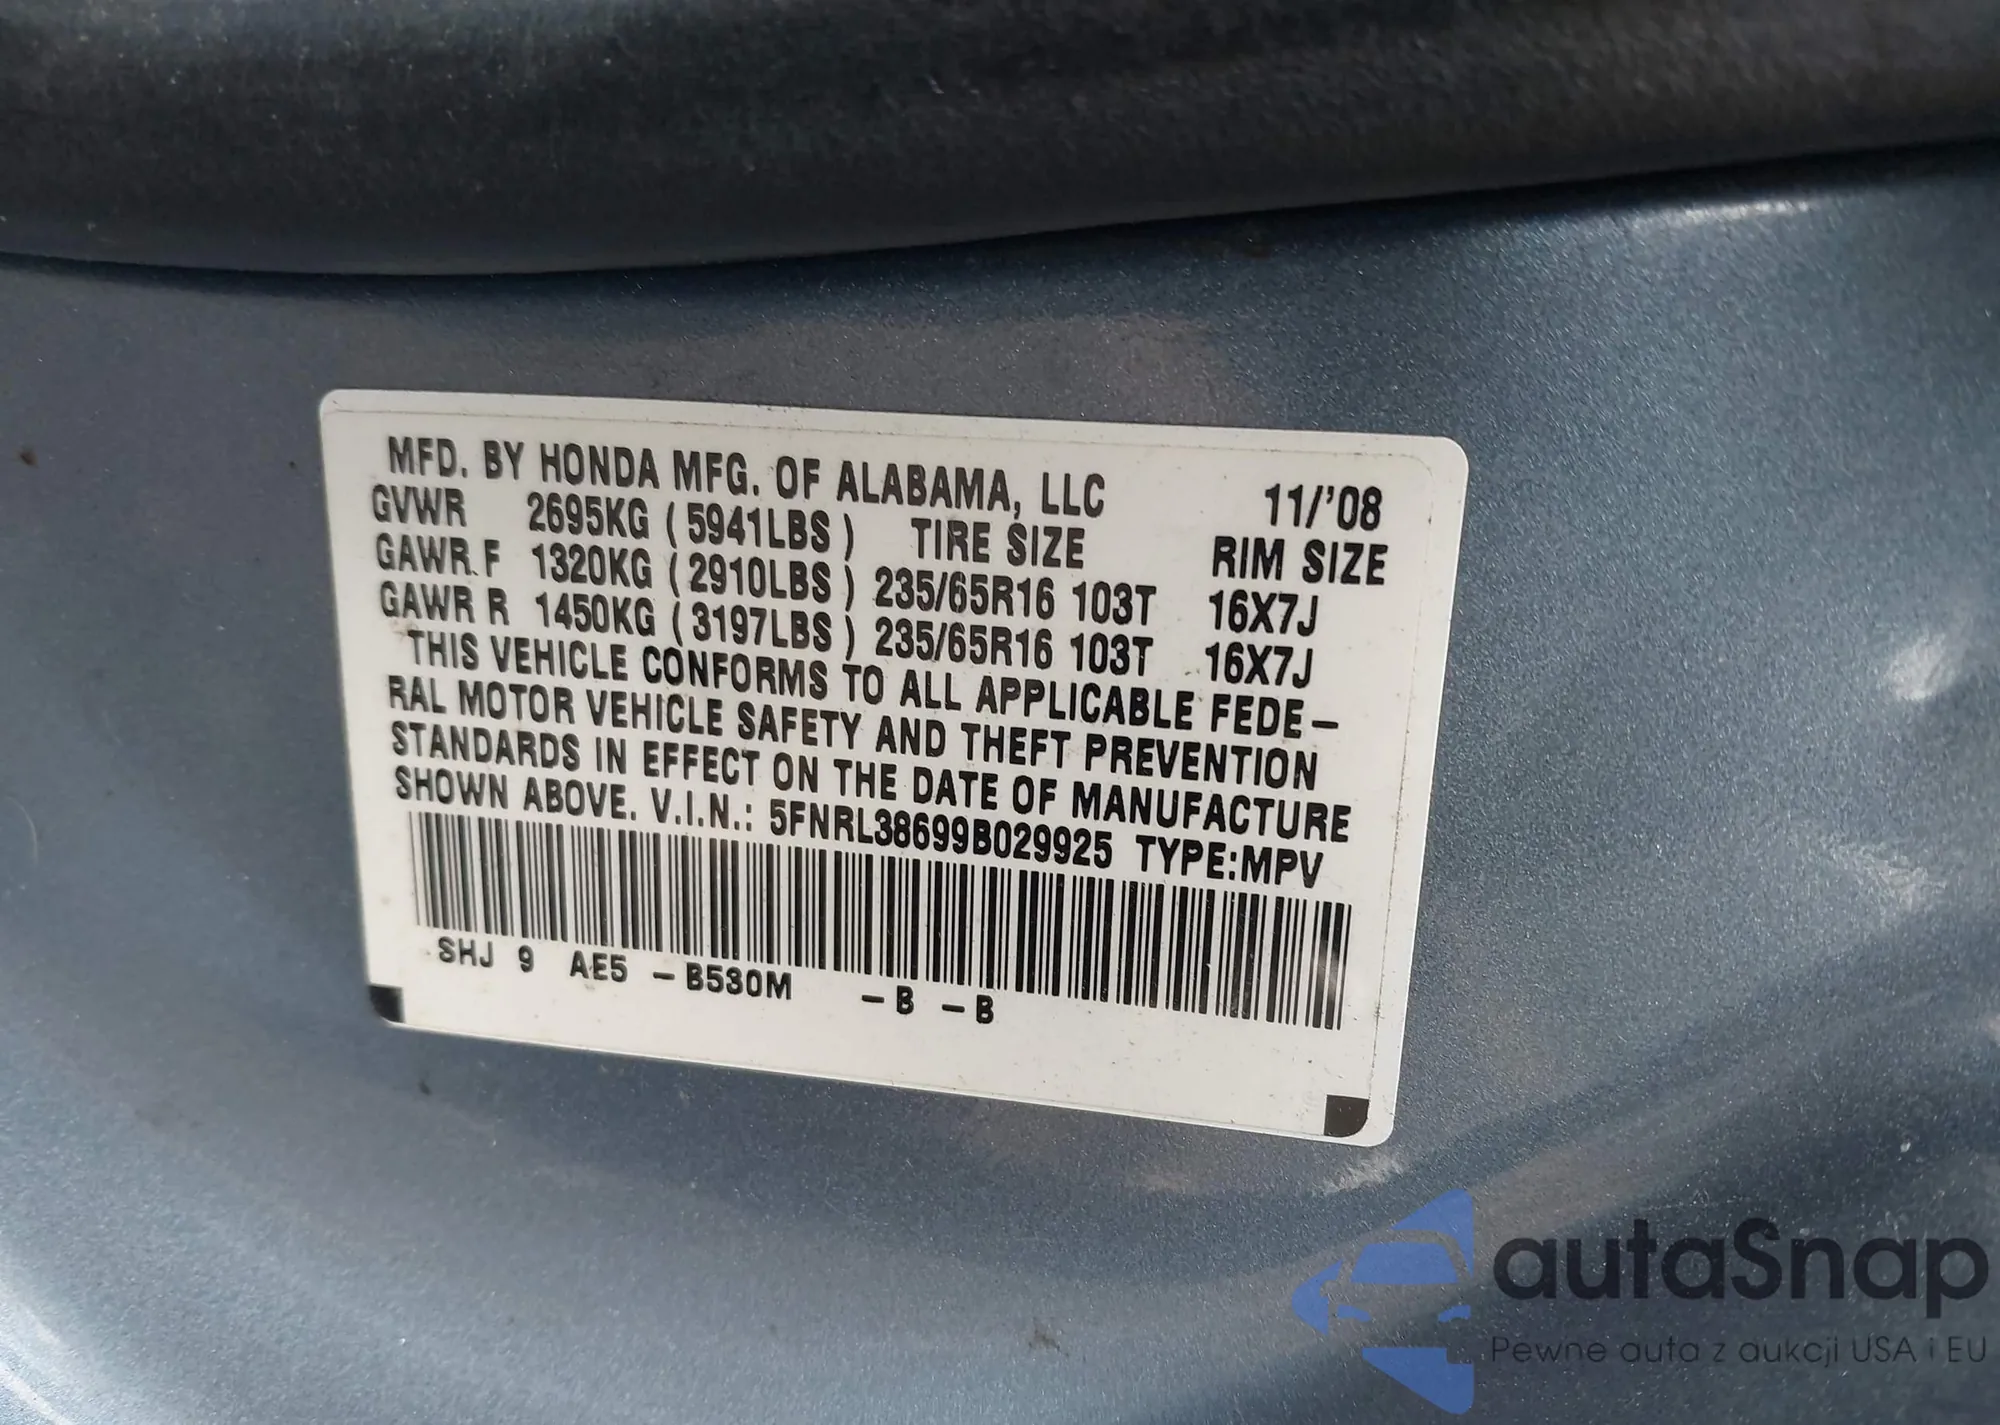 MFD. BY HONDA MFG. OF ALABAMA, LLC 11/'08
GVWR 2695KG ( 5941LBS ) TIRE SIZE RIM SIZE
GAWR F 1320KG ( 2910LBS ) 235/65R16 103T 16X7J
GAWR R 1450KG ( 3197LBS ) 235/65R16 103T 16X7J
THIS VEHICLE CONFORMS TO ALL APPLICABLE FEDE-
RAL MOTOR VEHICLE SAFETY AND THEFT PREVENTION
STANDARDS IN EFFECT ON THE DATE OF MANUFACTURE
SHOWN ABOVE. V.I.N.: 5FNRL38699B029925 TYPE:MPV
SHJ 9 AE5 -B530M -B -B
autaSnap
Pewne auta z aukcji USA i EU